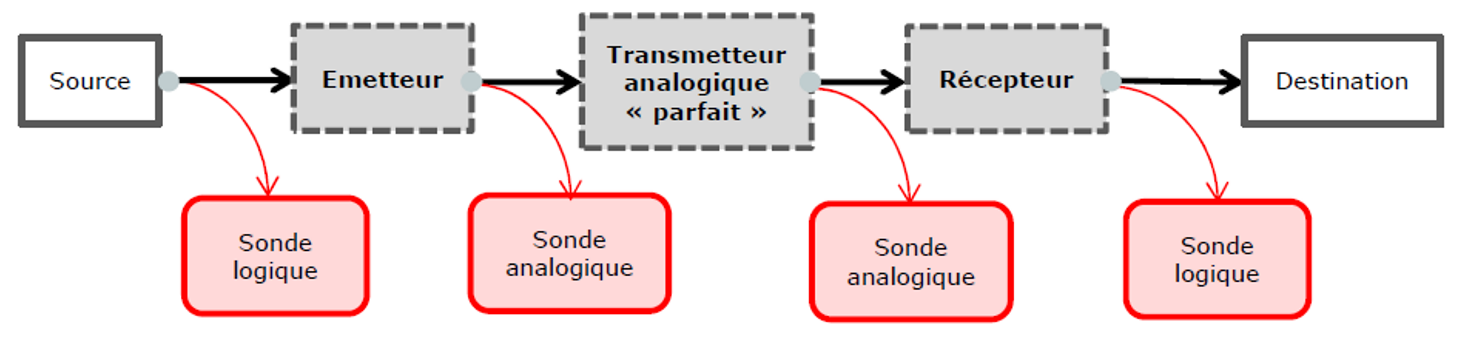 Source
Emetteur
Transmetteur
analogique
« parfait »
Récepteur
Destination
Sonde
logique
Sonde
analogique
Sonde
analogique
Sonde
logique